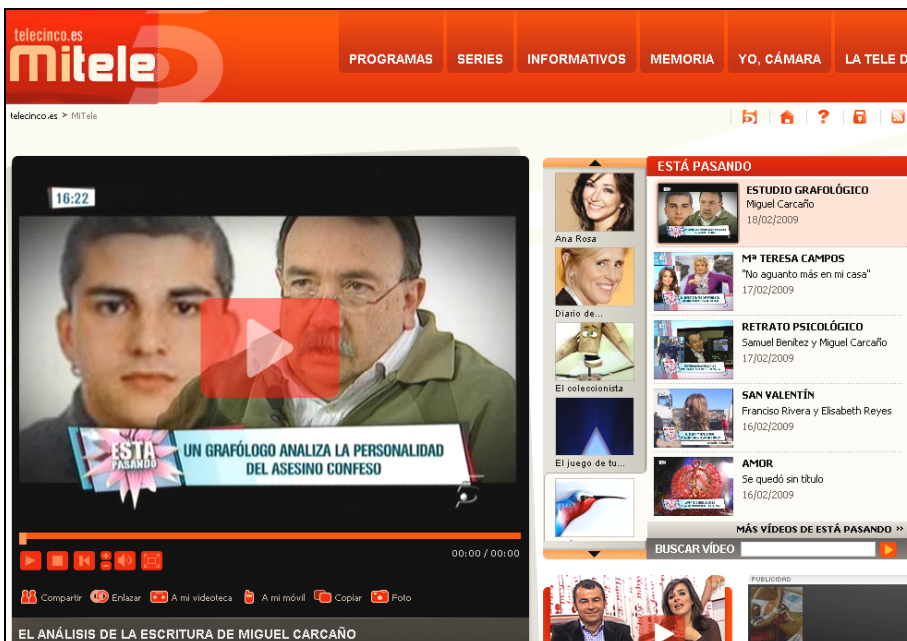 telecinco.es
Mitele
PROGRAMAS
SERIES
INFORMATIVOS
MEMORIA
YO, CÁMARA
LA TELE D
telecinco.es > MiTele
16:22
ESTÁ PASANDO
UN GRAFÓLOGO ANALIZA LA PERSONALIDAD
DEL ASESINO CONFESO
00:00 / 00:00
Compartir
Enlazar
A mi videoteca
A mi móvil
Copiar
Foto
EL ANÁLISIS DE LA ESCRITURA DE MIGUEL CARCAÑO
Ana Rosa
Diario de...
El coleccionista
El juego de tu...
ESTÁ PASANDO
ESTUDIO GRAFOLÓGICO
Miguel Carcaño
18/02/2009
Mª TERESA CAMPOS
"No aguanto más en mi casa"
17/02/2009
RETRATO PSICOLÓGICO
Samuel Benítez y Miguel Carcaño
17/02/2009
SAN VALENTÍN
Franciso Rivera y Elisabeth Reyes
16/02/2009
AMOR
Se quedó sin título
16/02/2009
MÁS VÍDEOS DE ESTÁ PASANDO >>
BUSCAR VÍDEO
PUBLICIDAD